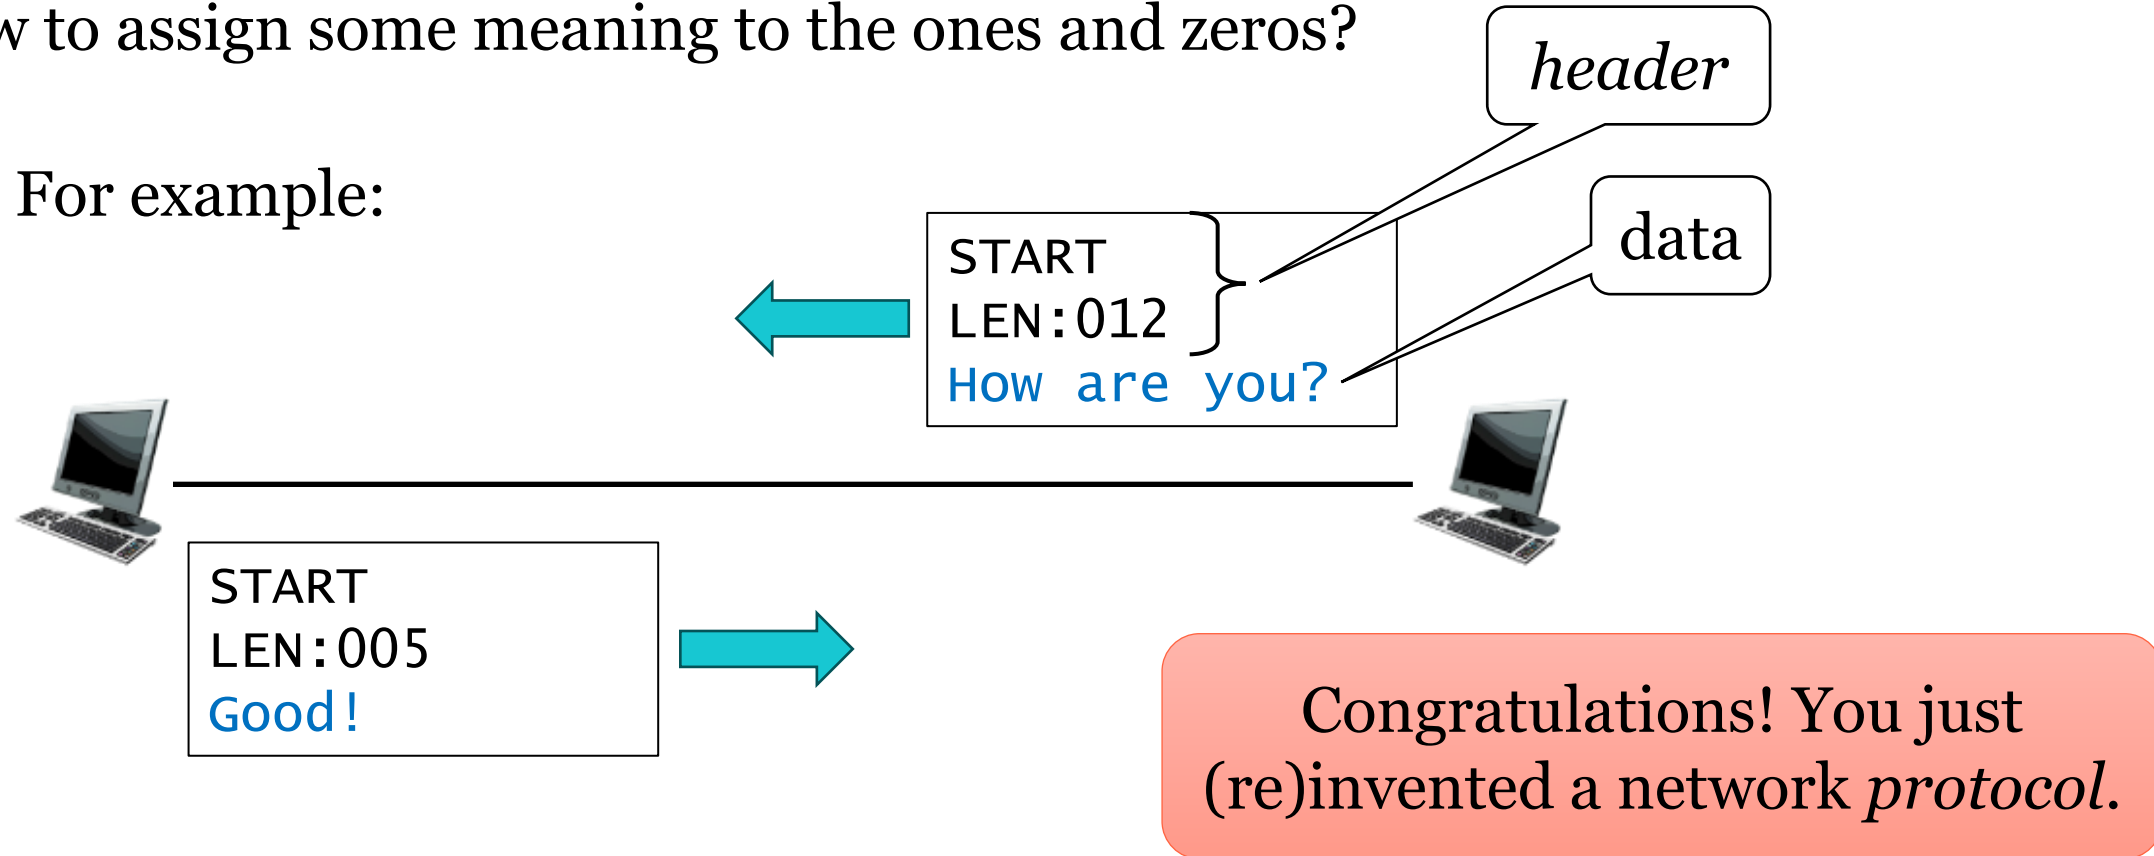 to assign some meaning to the ones and zeros?
header
For example:
data
START
LEN:012
How are you?
START
LEN:005
Good!
Congratulations! You just
(re)invented a network protocol.